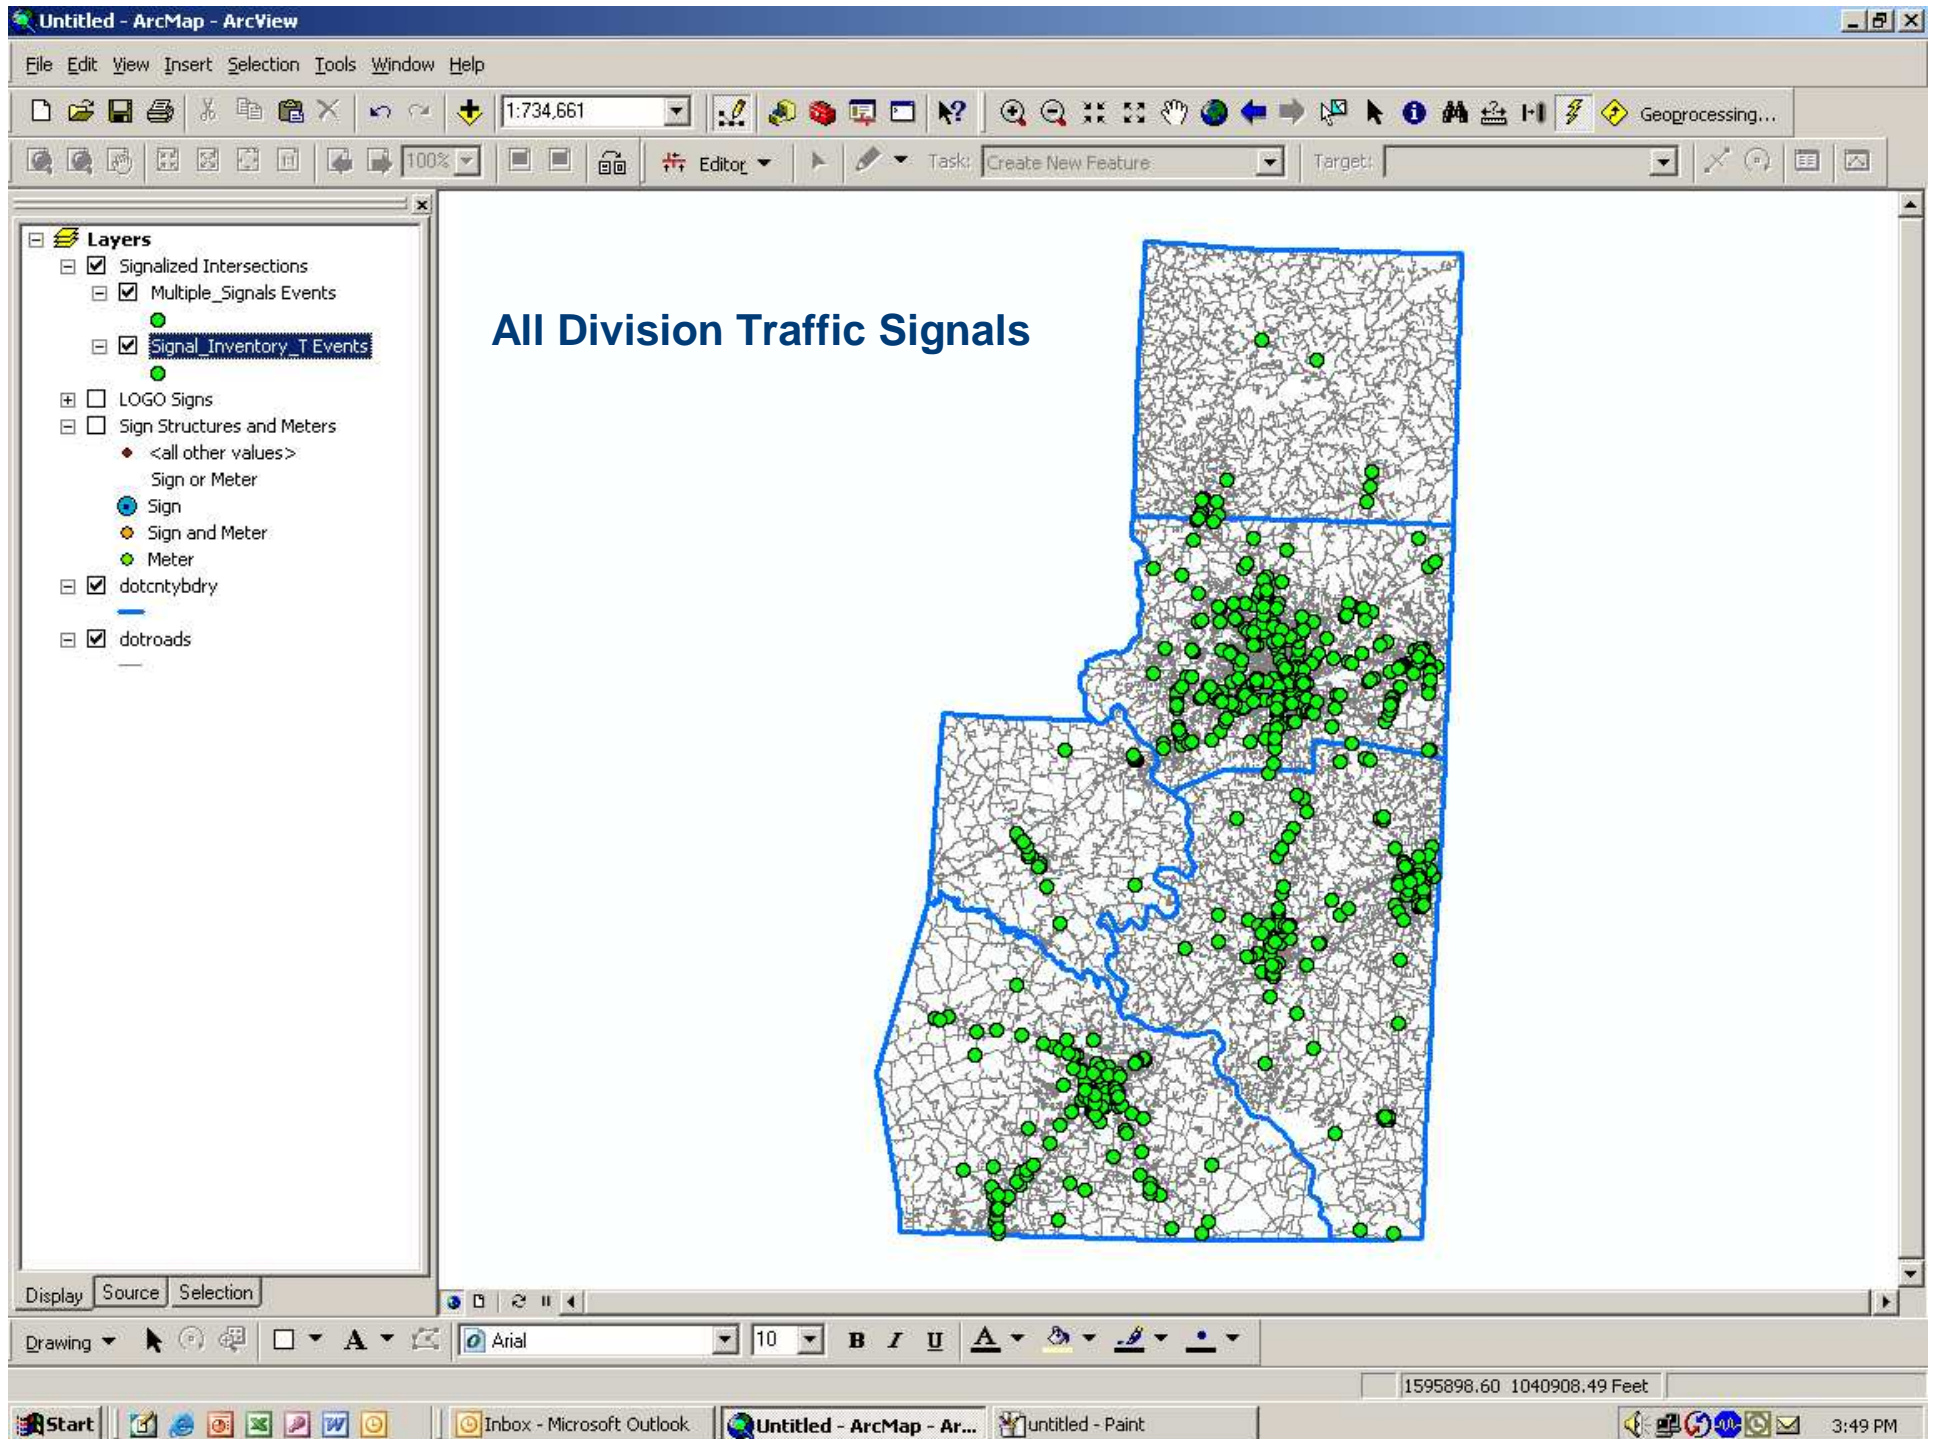 Untitled - ArcMap - ArcView
File Edit View Insert Selection Tools Window Help
1:734,661
Geoprocessing...
100%
Editor
Task:
Create New Feature
Target:
Layers
Signalized Intersections
Multiple_Signals Events
Signal_Inventory_T Events
LOGO Signs
Sign Structures and Meters
<all other values>
Sign or Meter
Sign
Sign and Meter
Meter
dotcntybdry
dotroads
All Division Traffic Signals
Display Source Selection
Drawing
A
Arial
10
B I U A
1595898.60 1040908.49 Feet
Start
Inbox - Microsoft Outlook
Untitled - ArcMap - Ar...
untitled - Paint
3:49 PM